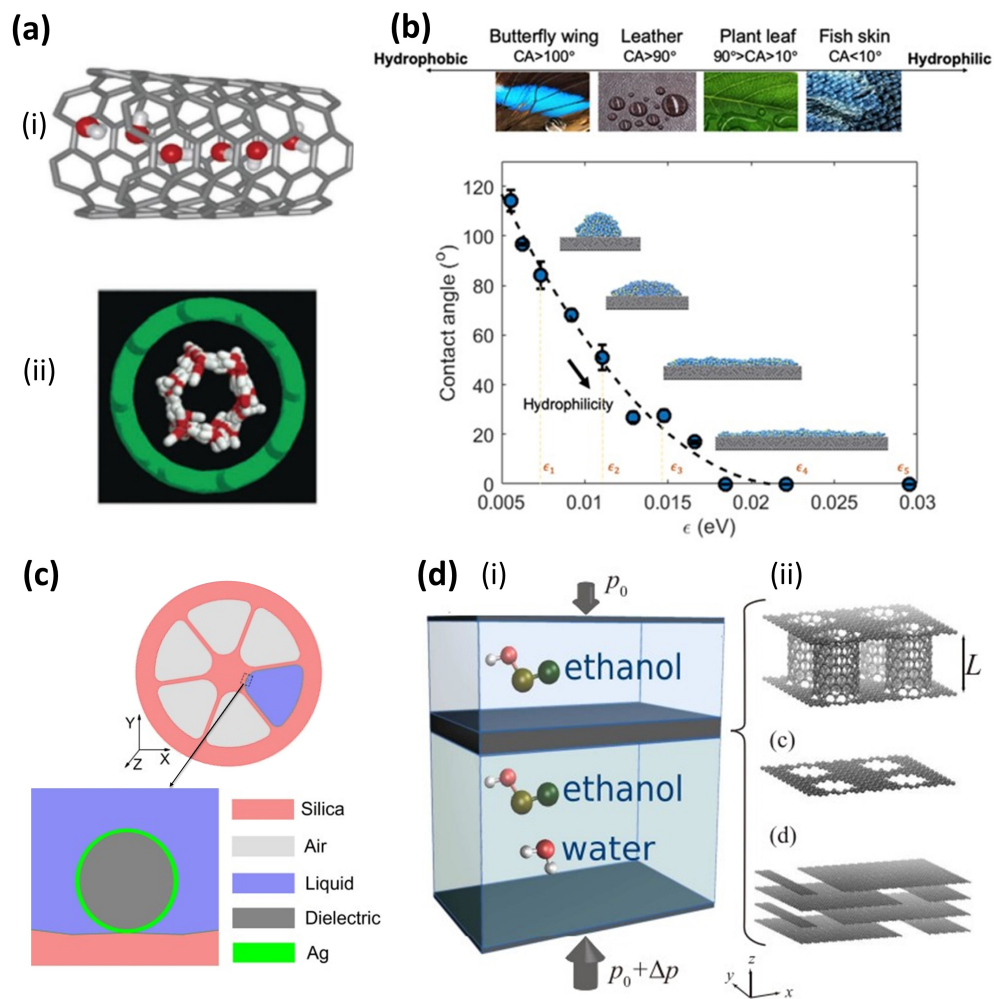 (a)
(i)
(ii)
(b)
Butterfly wing
CA>100°
Leather
CA>90°
Plant leaf
90°>CA>10°
Fish skin
CA<10°
Hydrophobic
Hydrophilic
Contact angle (°)
120
100
80
60
40
20
0
Hydrophilicity
ϵ₁
ϵ₂
ϵ₃
ϵ₄
ϵ₅
0.005
0.01
0.015
0.02
0.025
0.03
ϵ (eV)
(c)
Y
X
Z
Silica
Air
Liquid
Dielectric
Ag
(d) (i)
p₀
ethanol
ethanol
water
p₀+Δp
(ii)
L
(c)
(d)
z
y
x